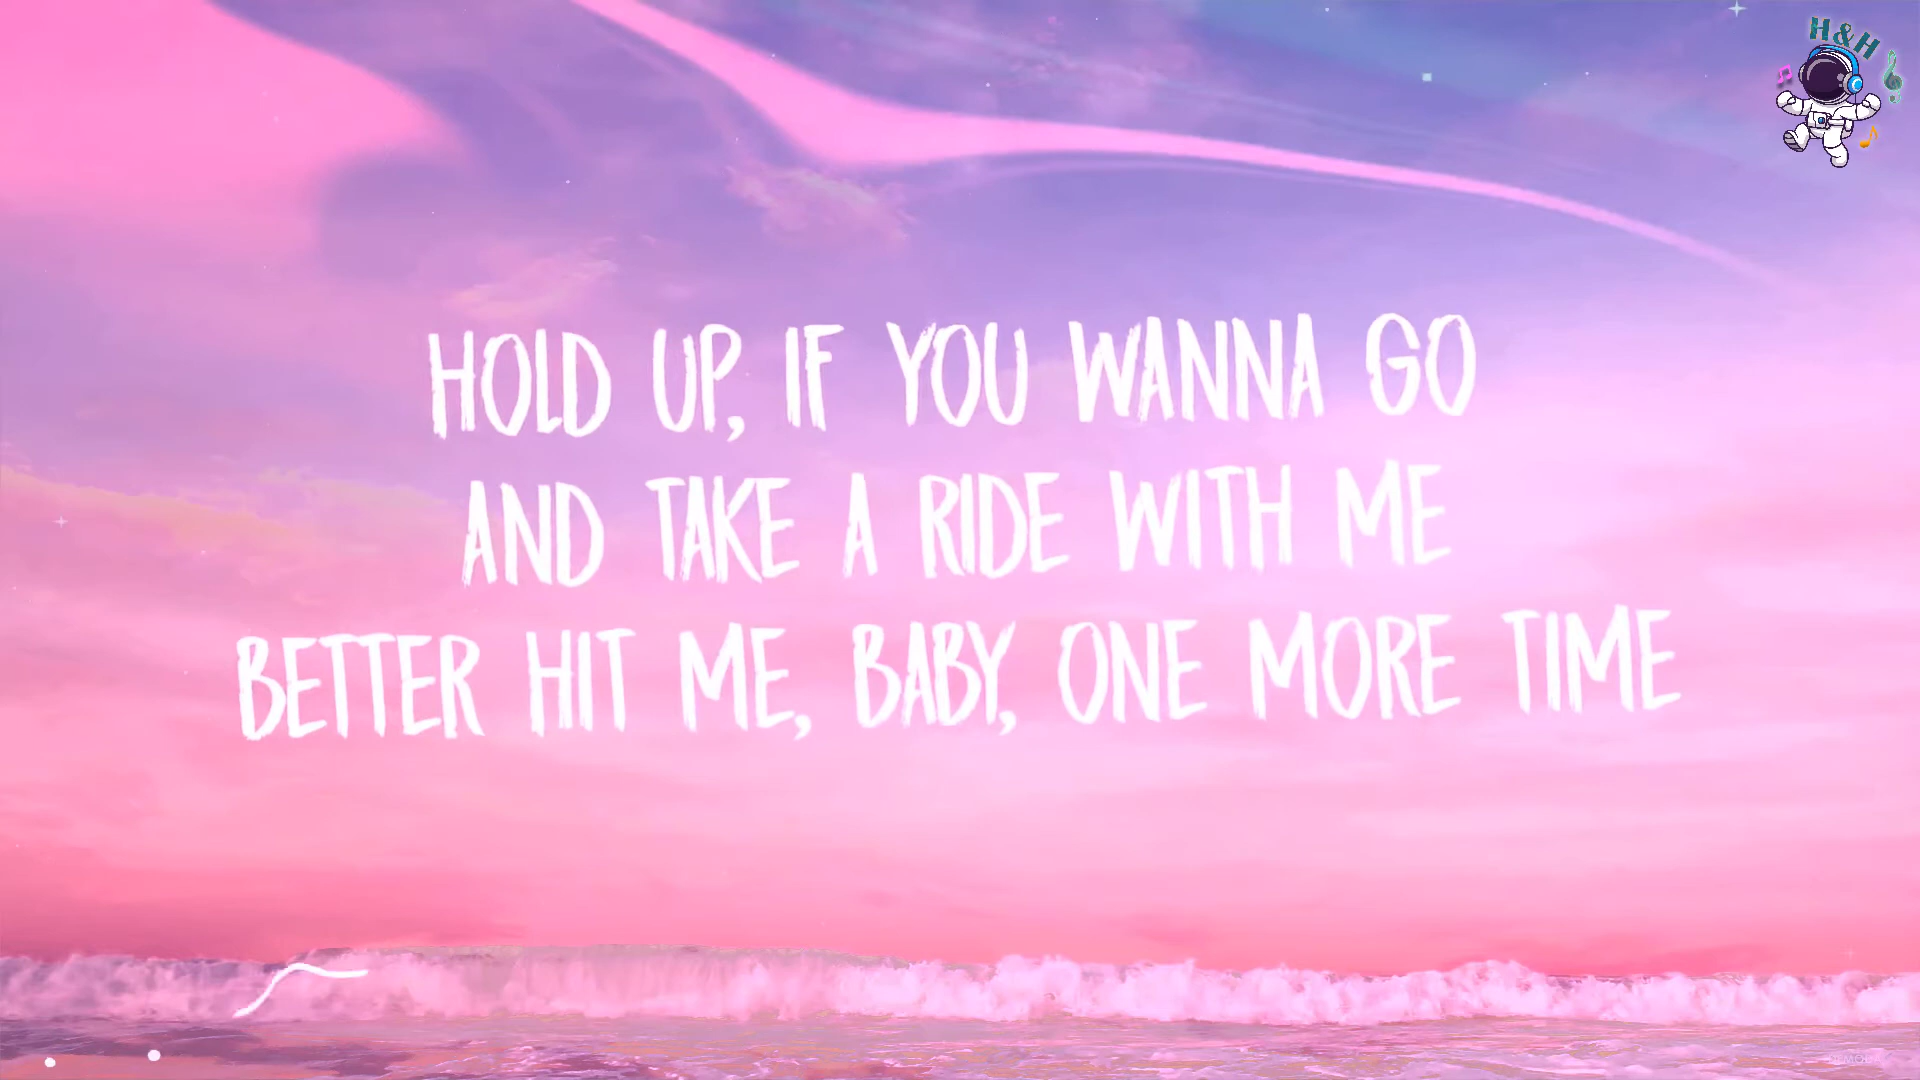 H&H
HOLD UP, IF YOU WANNA GO
AND TAKE A RIDE WITH ME
BETTER HIT ME, BABY, ONE MORE TIME